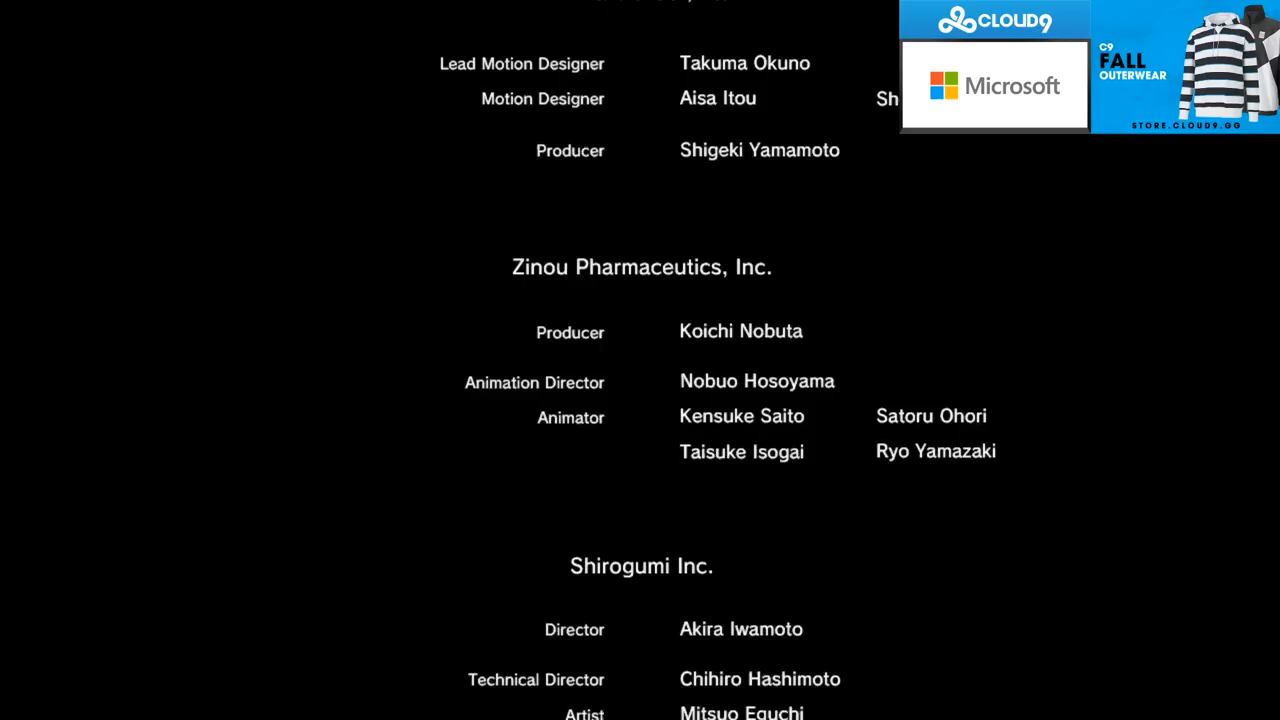 CLOUD9
Microsoft
C9
FALL
OUTERWEAR
STORE.CLOUD9.GG
Lead Motion Designer Takuma Okuno
Motion Designer Aisa Itou Sh
Producer Shigeki Yamamoto
Zinou Pharmaceutics, Inc.
Producer Koichi Nobuta
Animation Director Nobuo Hosoyama
Animator Kensuke Saito Satoru Ohori
Taisuke Isogai Ryo Yamazaki
Shirogumi Inc.
Director Akira Iwamoto
Technical Director Chihiro Hashimoto
Artist Mitsuo Eguchi